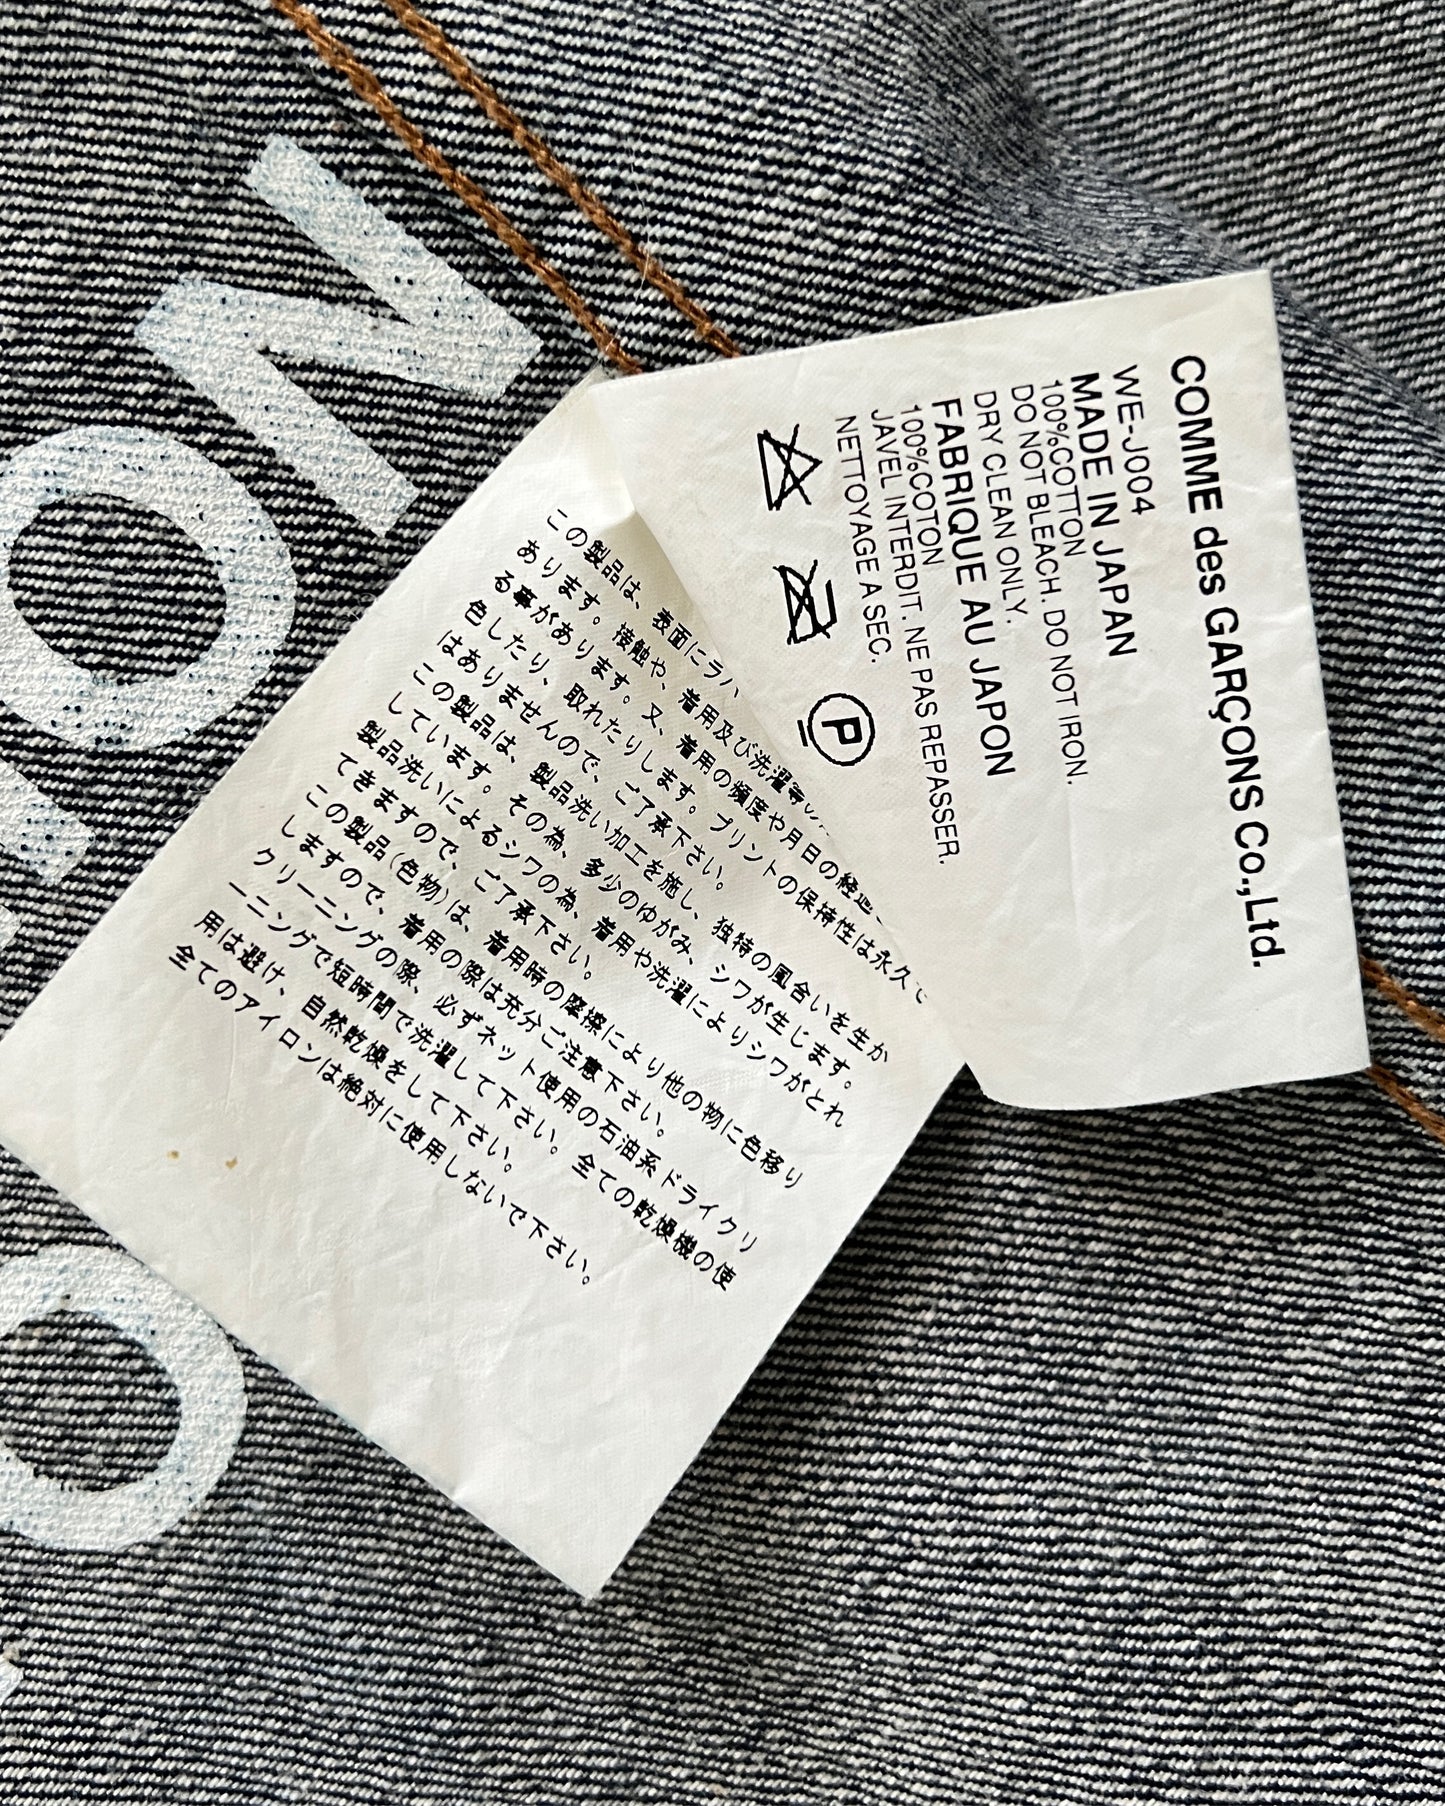 COMME des GARÇONS Co.,Ltd.
WE-J004
MADE IN JAPAN
100%COTTON
DO NOT BLEACH. DO NOT IRON.
DRY CLEAN ONLY.
FABRIQUE AU JAPON
100%COTON
JAVEL INTERDIT. NE PAS REPASSER.
NETTOYAGE A SEC.
P
この製品は、表面にラバ
あります。接触や、着用及び洗濯等
る事があります。又、着用の頻度や月日の経過
色したり、取れたりします。プリントの保持性は永久で
はありませんので、ご了承下さい。
この製品は、製品洗い加工を施し、独特の風合いを生か
しています。その為、多少のゆがみ、シワが生じます。
製品洗いによるシワの為、着用や洗濯によりシワがとれ
てきますので、ご了承下さい。
この製品(色物)は、着用時の摩擦により他の物に色移り
しますので、着用の際は充分ご注意下さい。
クリーニングの際、必ずネット使用の石油系ドライクリ
ーニングで短時間で洗濯して下さい。全ての乾燥機の使
用は避け、自然乾燥をして下さい。
全てのアイロンは絶対に使用しないで下さい。
ION